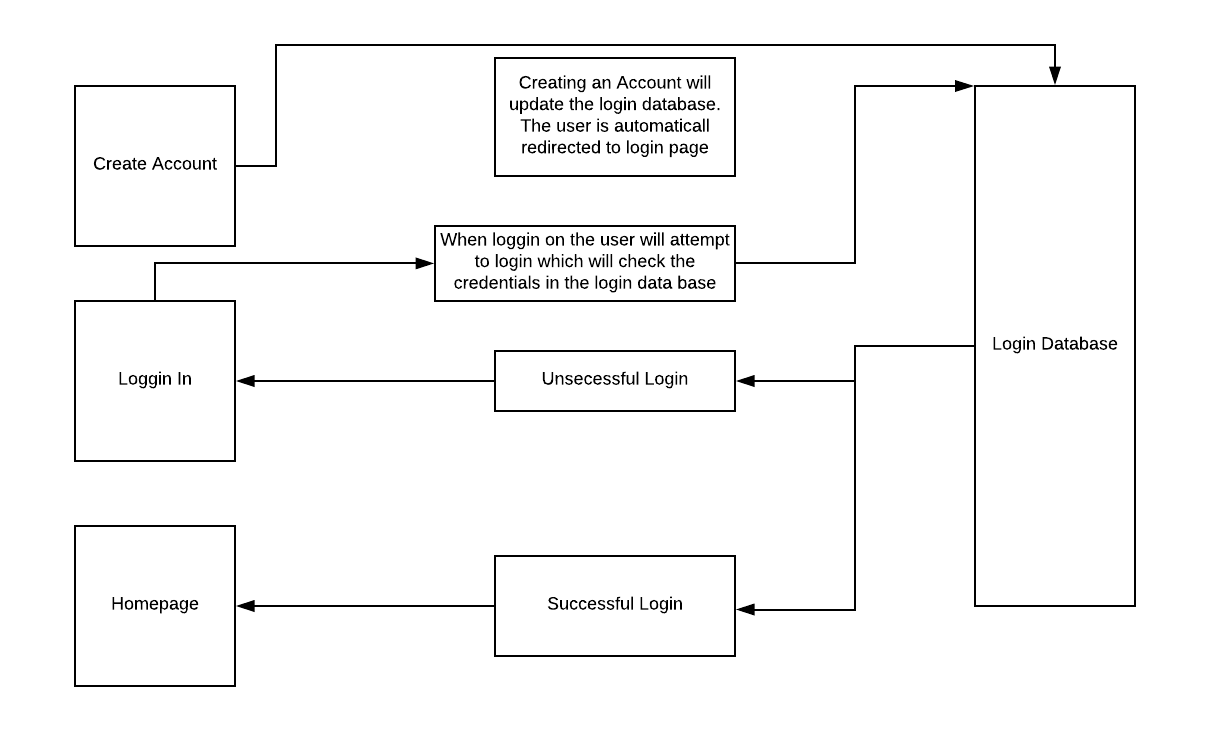 Creating an Account will
update the login database.
The user is automaticall
redirected to login page
Create Account
When loggin on the user will attempt
to login which will check the
credentials in the login data base
Login Database
Loggin In
Unsecessful Login
Homepage
Successful Login